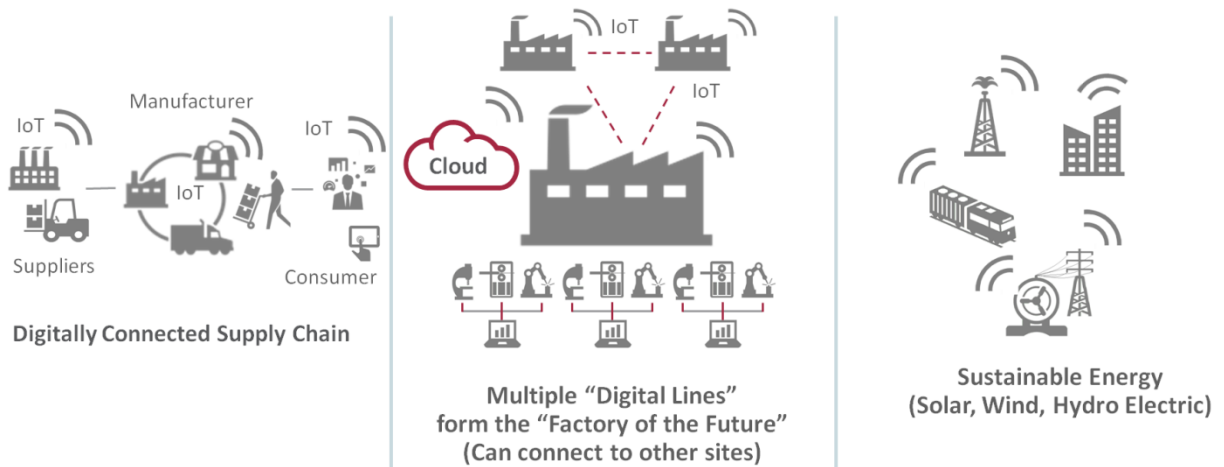 IoT
Manufacturer
IoT
IoT
Suppliers
Consumer
Digitally Connected Supply Chain
IoT
IoT
Cloud
Multiple “Digital Lines”
form the “Factory of the Future”
(Can connect to other sites)
Sustainable Energy
(Solar, Wind, Hydro Electric)